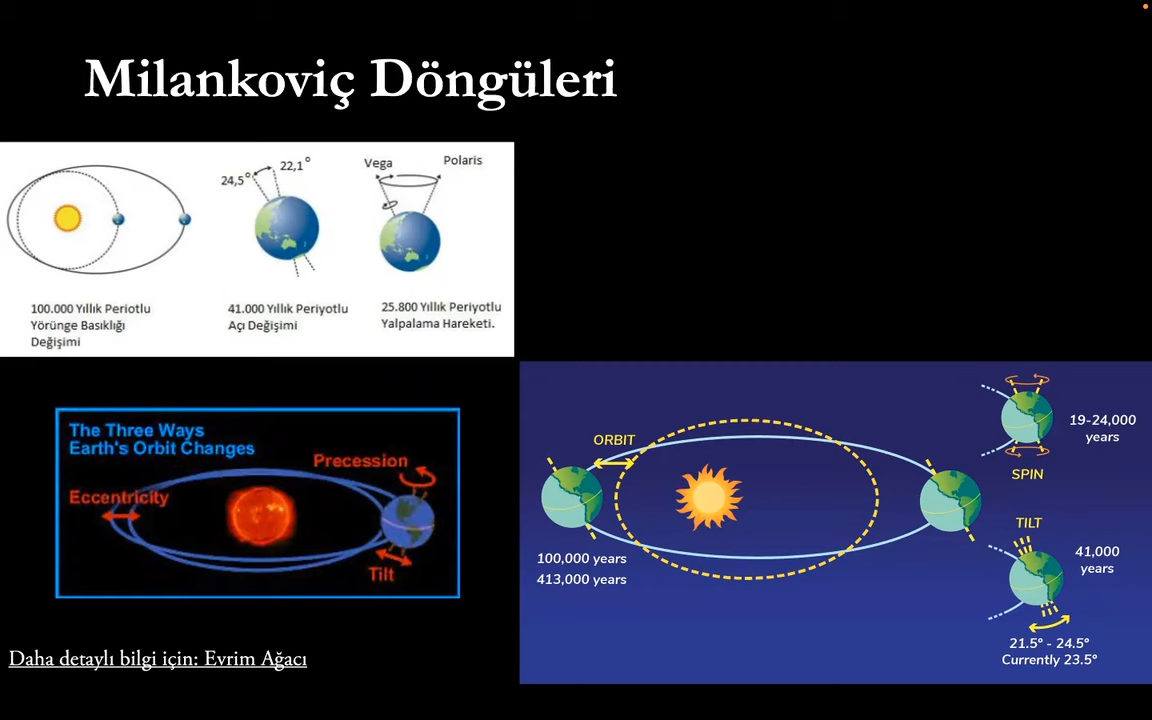 Milankoviç Döngüleri
24,5°
22,1°
Vega
Polaris
100.000 Yıllık Periotlu
Yörünge Basıklığı
Değişimi
41.000 Yıllık Periyotlu
Açı Değişimi
25.800 Yıllık Periyotlu
Yalpalama Hareketi.
The Three Ways
Earth's Orbit Changes
Precession
Eccentricity
Tilt
ORBIT
100,000 years
413,000 years
19-24,000
years
SPIN
TILT
41,000
years
21.5° - 24.5°
Currently 23.5°
Daha detaylı bilgi için: Evrim Ağacı